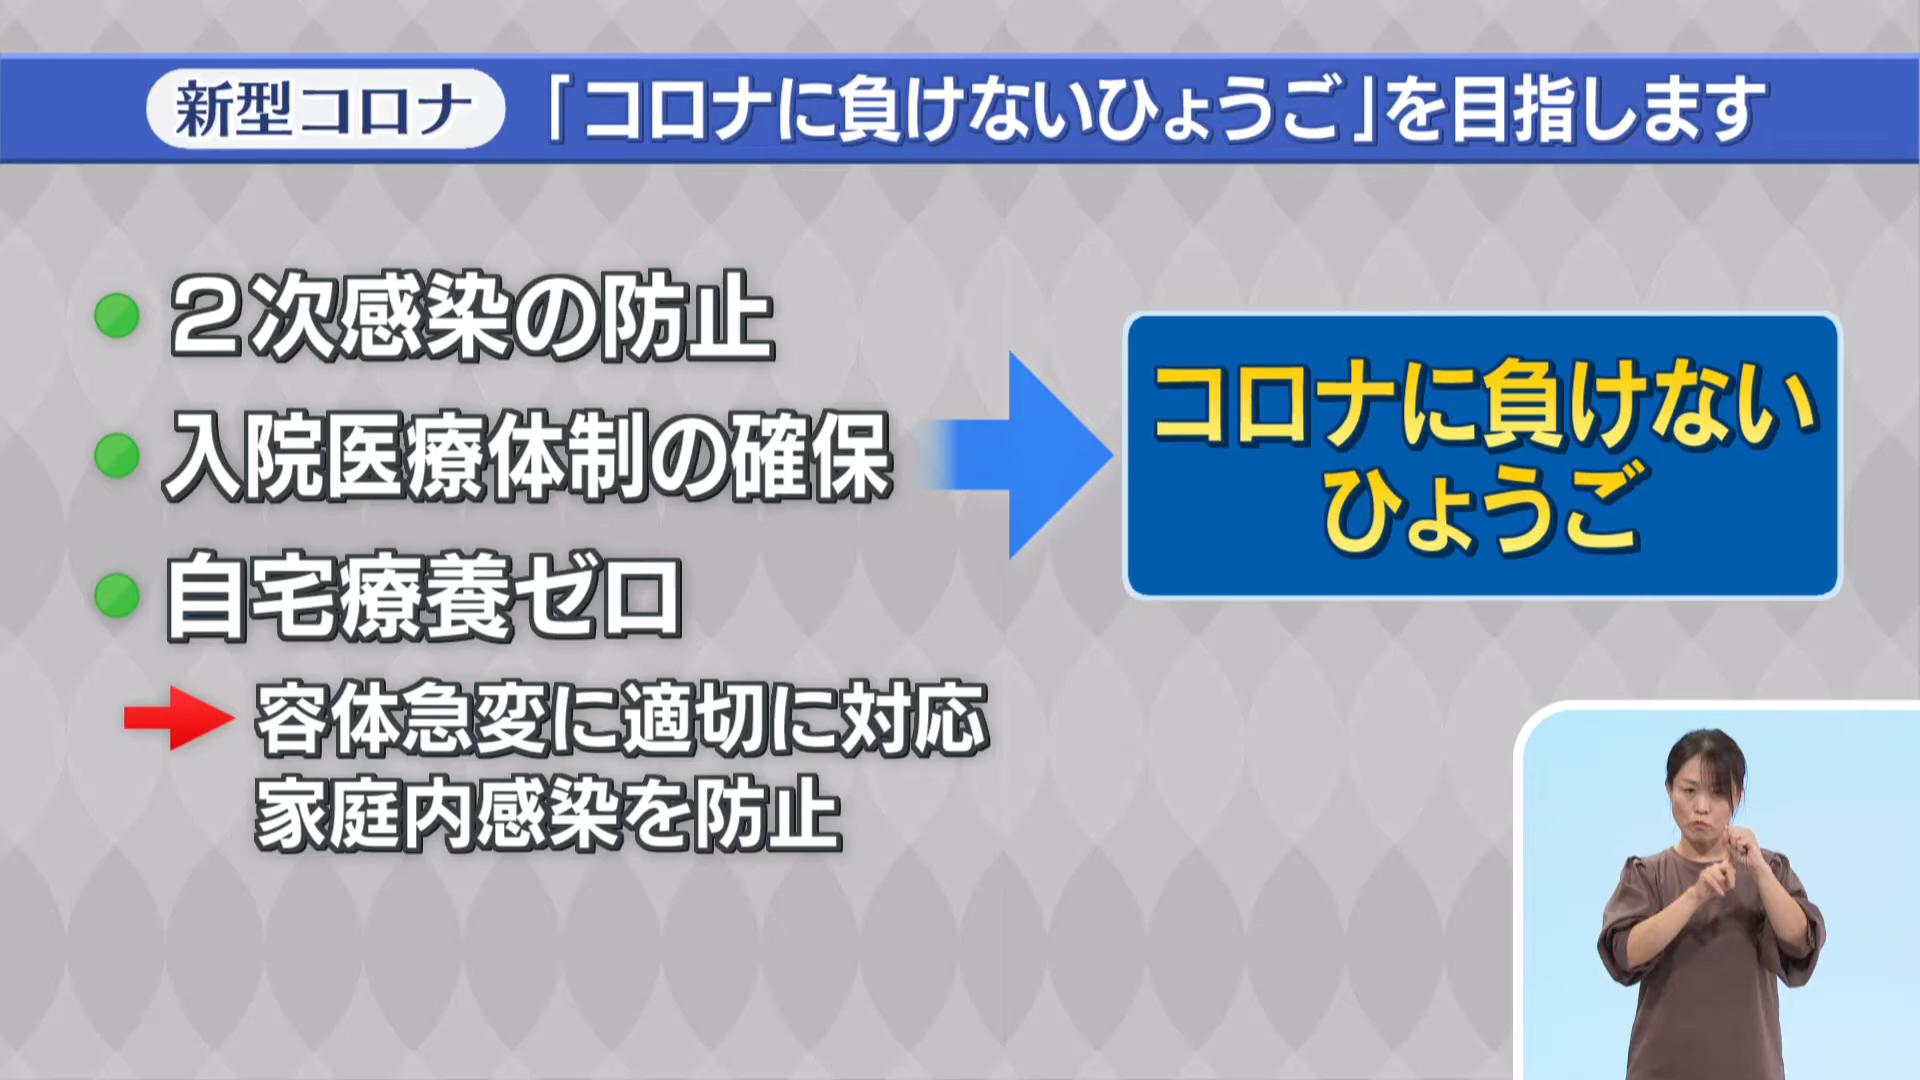 新型コロナ 「コロナに負けないひょうご」を目指します
２次感染の防止
入院医療体制の確保
自宅療養ゼロ
容体急変に適切に対応
家庭内感染を防止
コロナに負けない
ひょうご